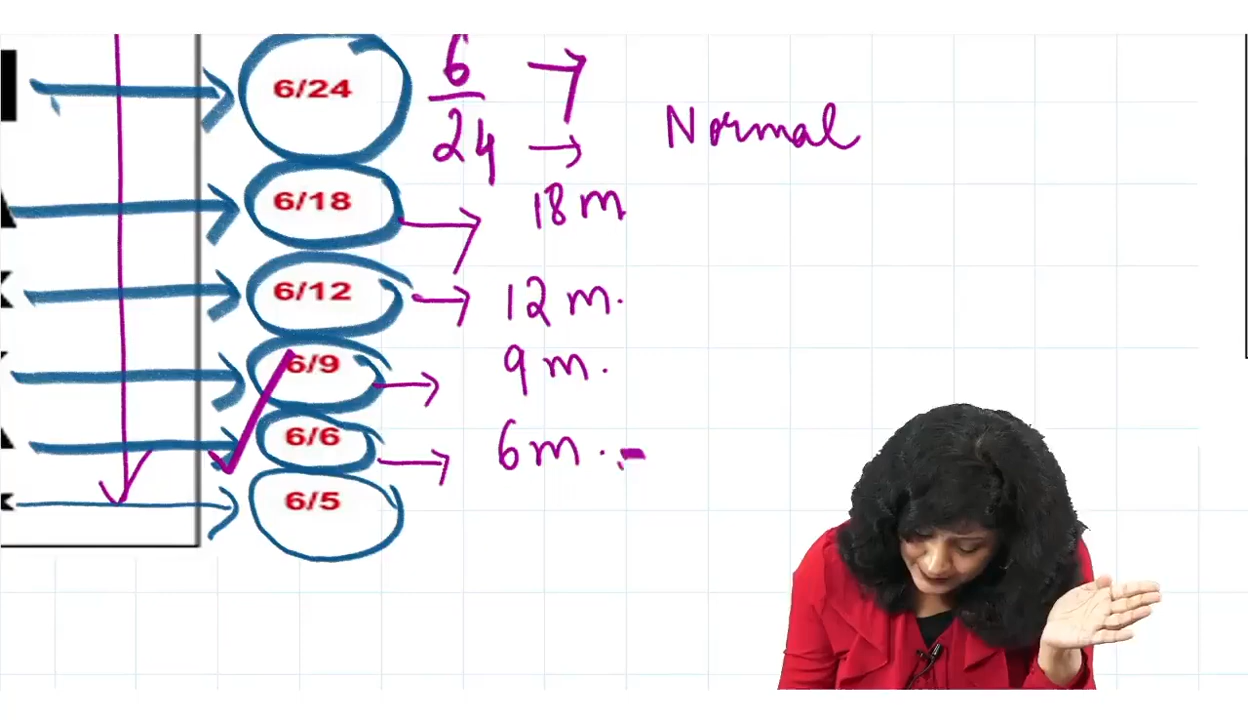 6/24 6/24 Normal
6/18 18 m
6/12 12 m.
6/9 9 m.
6/6 6 m. -
6/5